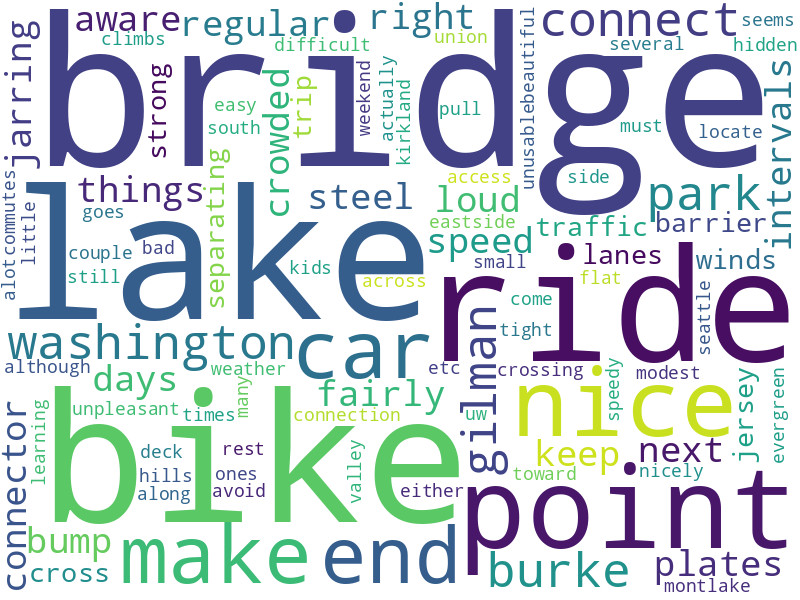 bridge
lake
ride
bike
point
nice
car
make
end
washington
aware
regular
right
connect
seems
climbs
difficult
union
several
hidden
jarring
strong
easy
south
crowded
trip
weekend
actually
kirkland
pull
unusable
beautiful
must
locate
intervals
things
separating
steel
access
side
park
loud
eastside
traffic
barrier
alot
commutes
little
goes
couple
bad
still
kids
across
speed
small
lanes
winds
flat
come
tight
seattle
although
days
weather
etc
crossing
modest
fairly
gilman
speedy
unpleasant
times
many
connection
uw
jersey
evergreen
connector
learning
deck
rest
hills
ones
along
avoid
valley
either
keep
next
toward
nicely
bump
cross
burke
plates
montlake